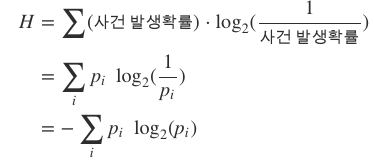 H = ∑(사건 발생확률) · log₂(1/사건 발생확률)
= ∑ᵢ pᵢ log₂(1/pᵢ)
= − ∑ᵢ pᵢ log₂(pᵢ)